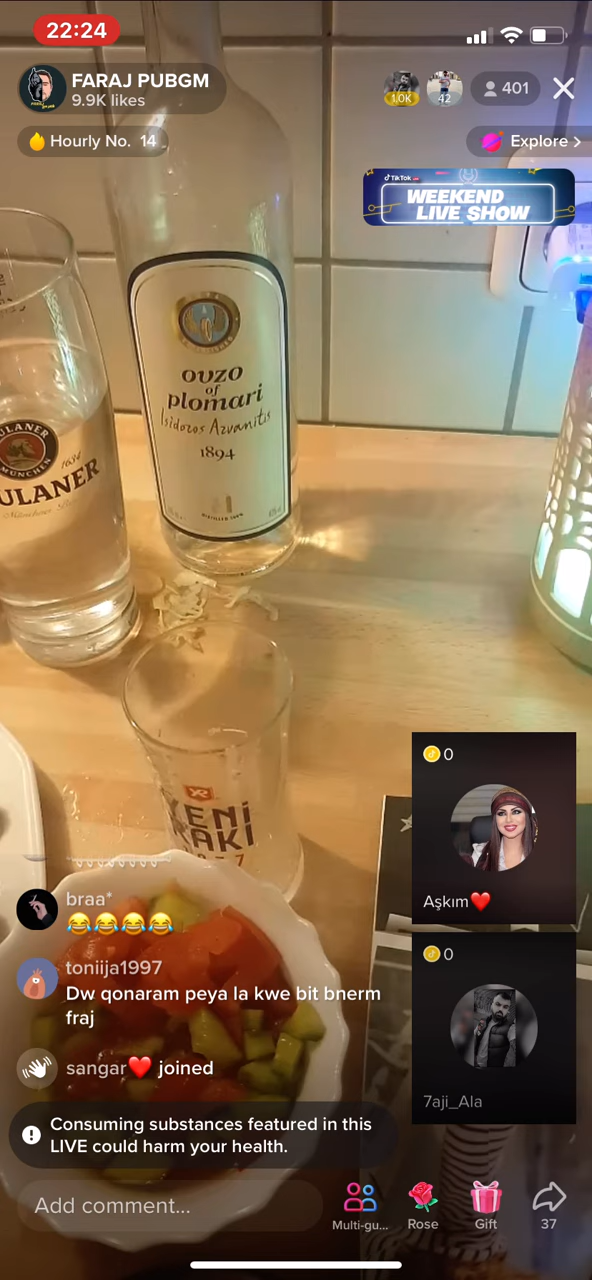 22:24
FARAJ PUBGM
9.9K likes
1.0K
42
401
Hourly No. 14
Explore >
TikTok
WEEKEND
LIVE SHOW
ouzo
of
plomari
Isidoros Arvanitis
1894
ULANER
MÜNCHEN
1634
ULANER
München
YENİ
RAKI
0
Aşkım❤️
0
7aji_Ala
braa*
😂😂😂😂
toniija1997
Dw qonaram peya la kwe bit bnerm
fraj
sangar❤️ joined
Consuming substances featured in this
LIVE could harm your health.
Add comment...
Multi-gu...
Rose
Gift
37